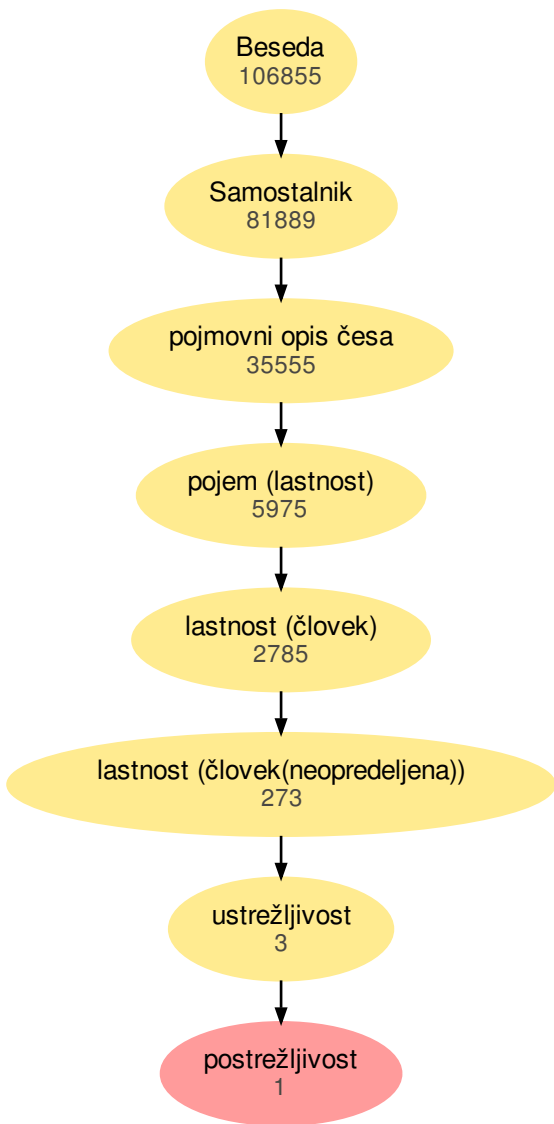 Beseda
106855
Samostalnik
81889
pojmovni opis česa
35555
pojem (lastnost)
5975
lastnost (človek)
2785
lastnost (človek(neopredeljena))
273
ustrežljivost
3
postrežljivost
1